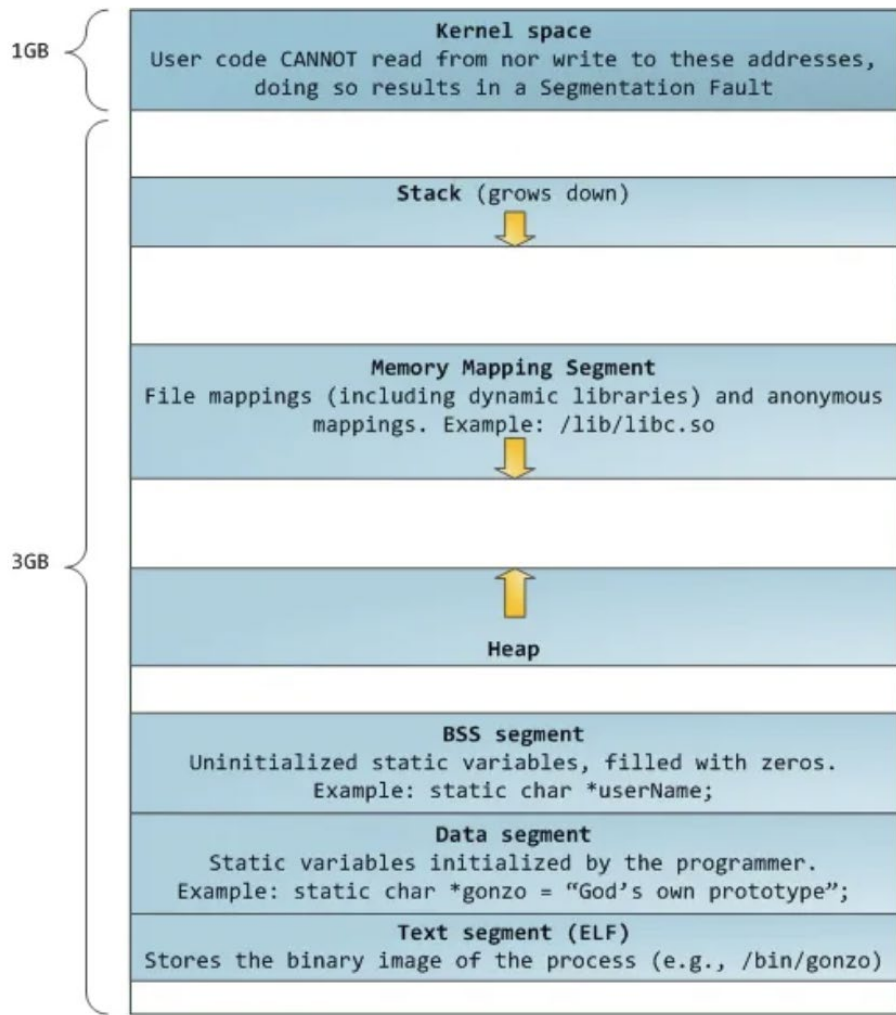 1GB
Kernel space
User code CANNOT read from nor write to these addresses,
doing so results in a Segmentation Fault
Stack (grows down)
Memory Mapping Segment
File mappings (including dynamic libraries) and anonymous
mappings. Example: /lib/libc.so
3GB
Heap
BSS segment
Uninitialized static variables, filled with zeros.
Example: static char *userName;
Data segment
Static variables initialized by the programmer.
Example: static char *gonzo = “God’s own prototype”;
Text segment (ELF)
Stores the binary image of the process (e.g., /bin/gonzo)